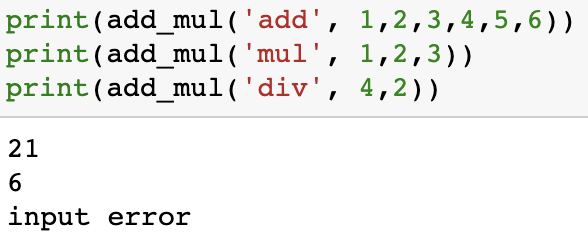 print(add_mul('add', 1,2,3,4,5,6))
print(add_mul('mul', 1,2,3))
print(add_mul('div', 4,2))
21
6
input error